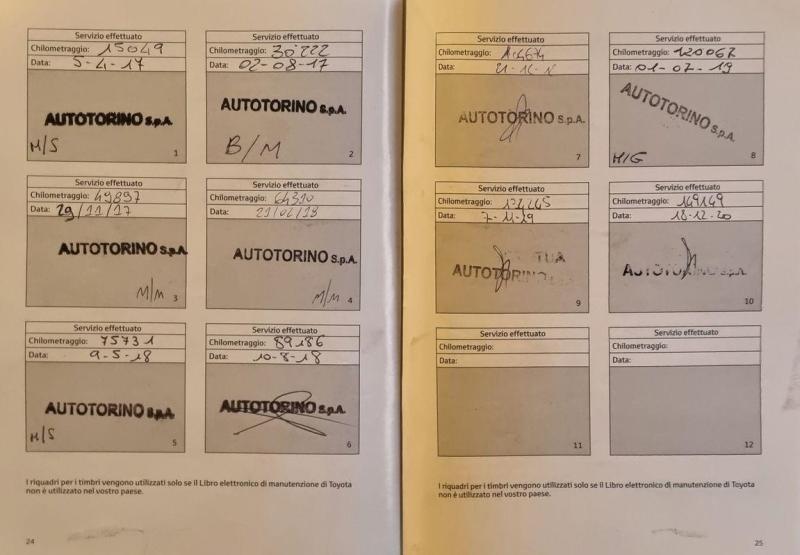 Servizio effettuato
Chilometraggio: 15049
Data: 5-4-17
AUTOTORINO S.p.A.
M/S
1
Servizio effettuato
Chilometraggio: 30222
Data: 02-08-17
AUTOTORINO S.p.A.
B/M
2
Servizio effettuato
Chilometraggio: 49897
Data: 29/11/17
AUTOTORINO S.p.A.
M/M
3
Servizio effettuato
Chilometraggio: 64310
Data: 21/02/18
AUTOTORINO S.p.A.
M/M
4
Servizio effettuato
Chilometraggio: 75731
Data: 9-5-18
AUTOTORINO S.p.A.
M/S
5
Servizio effettuato
Chilometraggio: 89186
Data: 10-8-18
AUTOTORINO S.p.A.
6
I riquadri per i timbri vengono utilizzati solo se il Libro elettronico di manutenzione di Toyota
non è utilizzato nel vostro paese.
24
Servizio effettuato
Chilometraggio:
Data:
AUTOTORINO S.p.A.
7
Servizio effettuato
Chilometraggio: 120067
Data: 01-07-19
AUTOTORINO S.p.A.
M/G
8
Servizio effettuato
Chilometraggio:
Data: 7-11-19
AUTOTORINO
9
Servizio effettuato
Chilometraggio: 149149
Data: 18-12-20
AUTOTORINO S.p.A.
10
Servizio effettuato
Chilometraggio:
Data:
11
Servizio effettuato
Chilometraggio:
Data:
12
I riquadri per i timbri vengono utilizzati solo se il Libro elettronico di manutenzione di Toyota
non è utilizzato nel vostro paese.
25